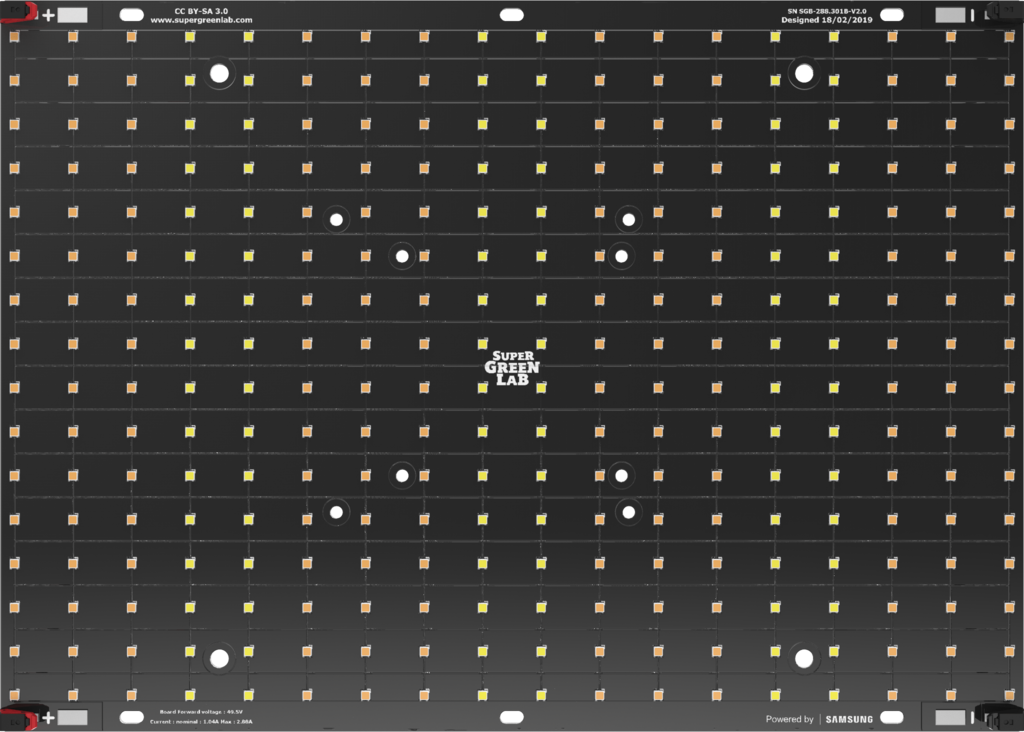 CC BY-SA 3.0
www.supergreenlab.com
SN SGB-288.301B-V2.0
Designed 18/02/2019
SUPER
GREEN
LAB
Board Forward voltage : 49.5V
Current : nominal : 1.04A Max : 2.88A
Powered by | SAMSUNG